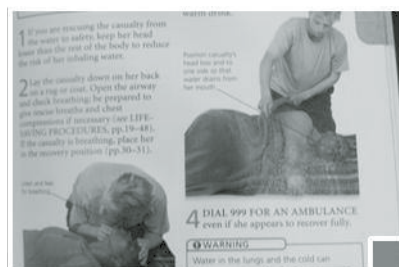 1 If you are rescuing the casualty from
the water to safety, keep her head
lower than the rest of the body to reduce
the risk of her inhaling water.
2 Lay the casualty down on her back
on a rug or coat. Open the airway
and check breathing; be prepared to
give rescue breaths and chest
compressions if necessary (see LIFE-
SAVING PROCEDURES, pp.19–48).
If the casualty is breathing, place her
in the recovery position (pp.30–31).
warm drink.
Position casualty's
head low and to
one side so that
water drains from
her mouth
4 DIAL 999 FOR AN AMBULANCE
even if she appears to recover fully.
WARNING
Water in the lungs and the cold can